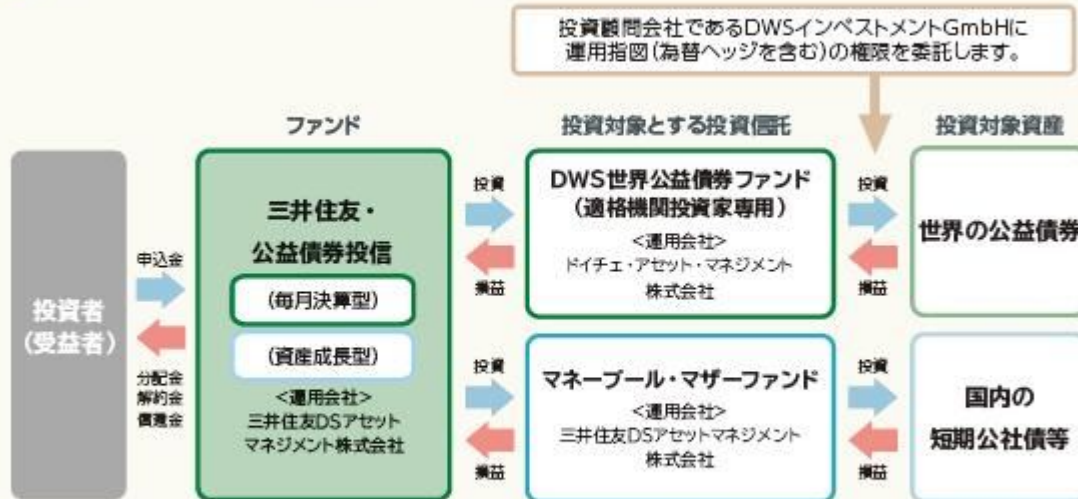 投資顧問会社であるDWSインベストメントGmbHに
運用指図(為替ヘッジを含む)の権限を委託します。
ファンド
投資対象とする投資信託
投資対象資産
投資者
(受益者)
申込金
分配金
解約金
償還金
三井住友・
公益債券投信
(毎月決算型)
(資産成長型)
<運用会社>
三井住友DSアセット
マネジメント株式会社
投資
損益
DWS世界公益債券ファンド
(適格機関投資家専用)
<運用会社>
ドイチェ・アセット・マネジメント
株式会社
投資
損益
世界の公益債券
投資
損益
マネープール・マザーファンド
<運用会社>
三井住友DSアセットマネジメント
株式会社
投資
損益
国内の
短期公社債等